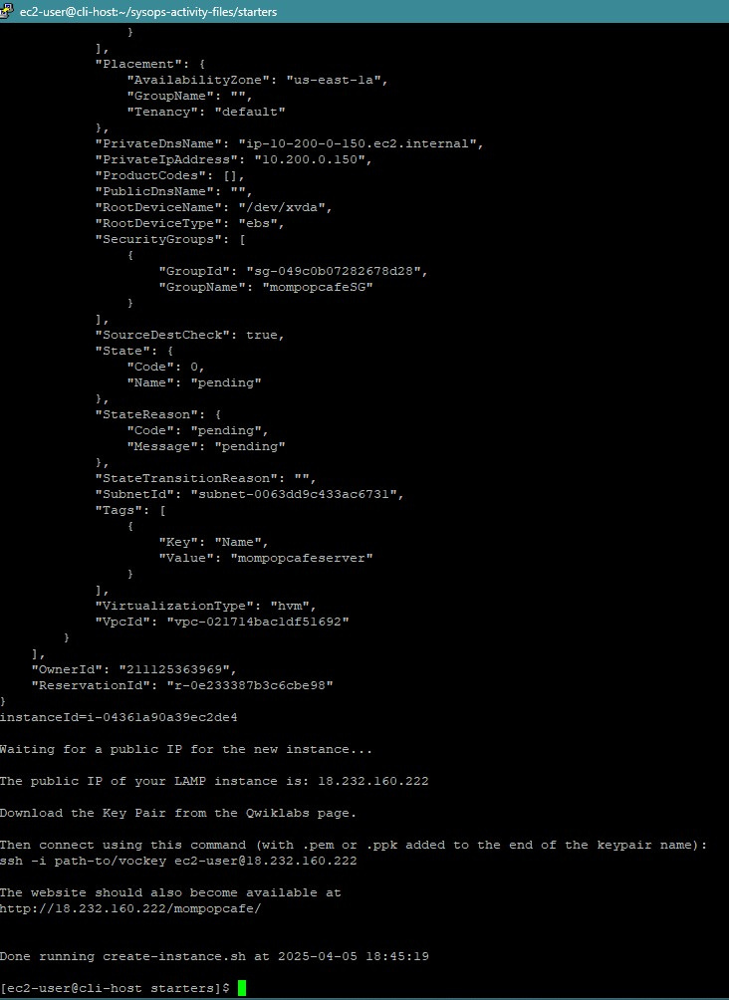 ec2-user@cli-host:~/sysops-activity-files/starters
                }
            ],
            "Placement": {
                "AvailabilityZone": "us-east-1a",
                "GroupName": "",
                "Tenancy": "default"
            },
            "PrivateDnsName": "ip-10-200-0-150.ec2.internal",
            "PrivateIpAddress": "10.200.0.150",
            "ProductCodes": [],
            "PublicDnsName": "",
            "RootDeviceName": "/dev/xvda",
            "RootDeviceType": "ebs",
            "SecurityGroups": [
                {
                    "GroupId": "sg-049c0b07282678d28",
                    "GroupName": "mompopcafeSG"
                }
            ],
            "SourceDestCheck": true,
            "State": {
                "Code": 0,
                "Name": "pending"
            },
            "StateReason": {
                "Code": "pending",
                "Message": "pending"
            },
            "StateTransitionReason": "",
            "SubnetId": "subnet-0063dd9c433ac6731",
            "Tags": [
                {
                    "Key": "Name",
                    "Value": "mompopcafeserver"
                }
            ],
            "VirtualizationType": "hvm",
            "VpcId": "vpc-021714bac1df51692"
        }
    ],
    "OwnerId": "211125363969",
    "ReservationId": "r-0e233387b3c6cbe98"
}
instanceId=i-04361a90a39ec2de4

Waiting for a public IP for the new instance...

The public IP of your LAMP instance is: 18.232.160.222

Download the Key Pair from the Qwiklabs page.

Then connect using this command (with .pem or .ppk added to the end of the keypair name):
ssh -i path-to/vockey ec2-user@18.232.160.222

The website should also become available at
http://18.232.160.222/mompopcafe/


Done running create-instance.sh at 2025-04-05 18:45:19

[ec2-user@cli-host starters]$